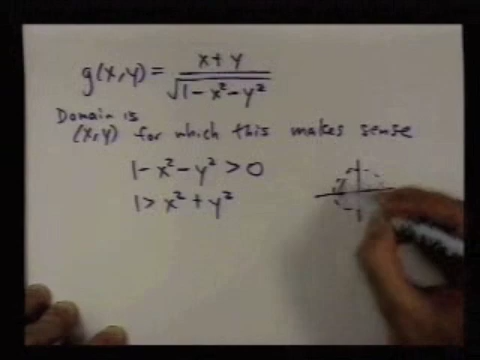 g(x,y) = x+y / √1-x²-y²
Domain is
(x,y) for which this makes sense
1-x²-y² > 0
1 > x² + y²